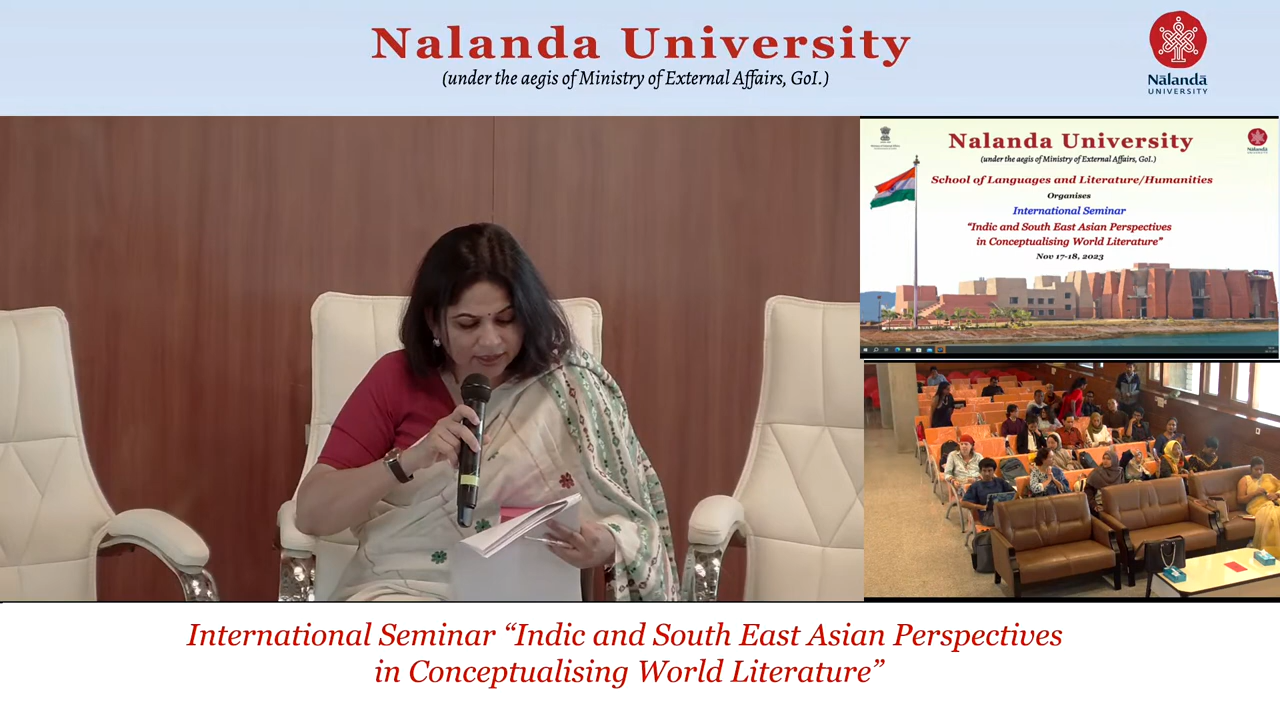 Nalanda University
(under the aegis of Ministry of External Affairs, GoI.)
Nālandā
UNIVERSITY
Nalanda University
(under the aegis of Ministry of External Affairs, GoI.)
Nālandā
School of Languages and Literature/Humanities
Organises
International Seminar
“Indic and South East Asian Perspectives
in Conceptualising World Literature”
Nov 17-18, 2023
International Seminar “Indic and South East Asian Perspectives
in Conceptualising World Literature”